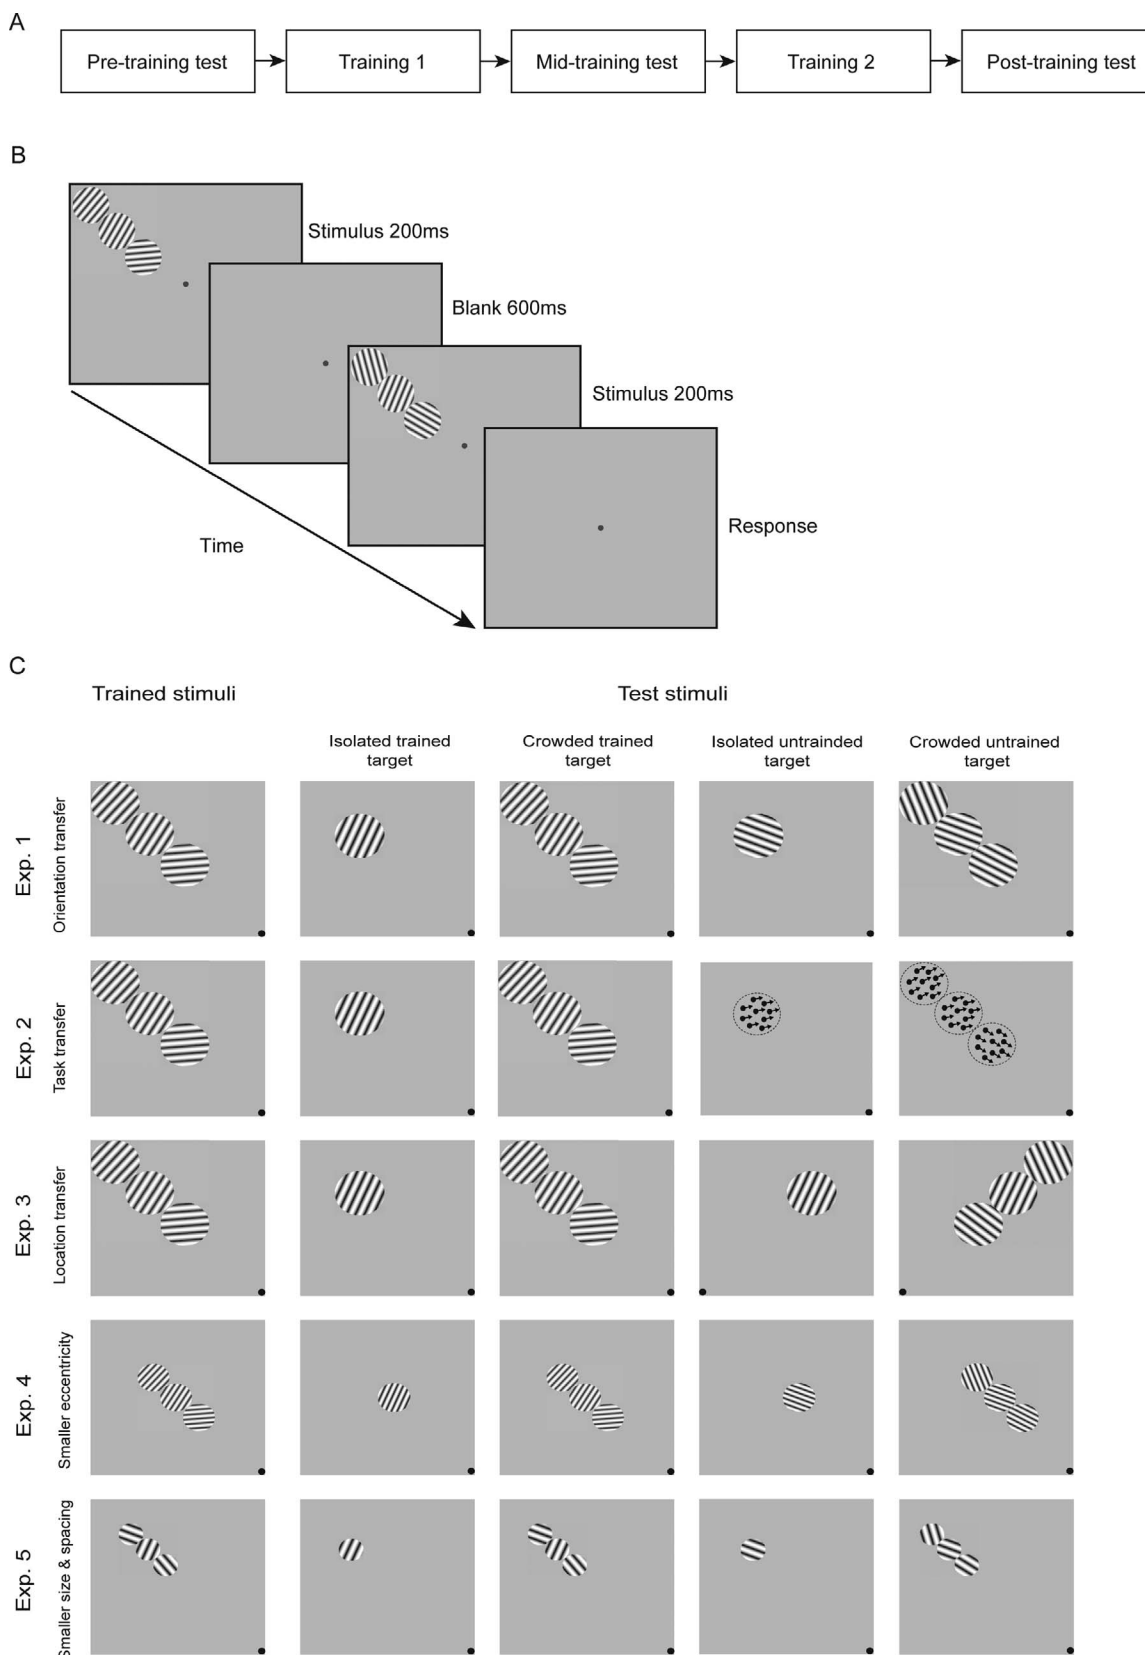 A
Pre-training test
Training 1
Mid-training test
Training 2
Post-training test
B
Stimulus 200ms
Blank 600ms
Stimulus 200ms
Response
Time
C
Trained stimuli
Test stimuli
Isolated trained
target
Crowded trained
target
Isolated untrainded
target
Crowded untrained
target
Exp. 1
Orientation transfer
Exp. 2
Task transfer
Exp. 3
Location transfer
Exp. 4
Smaller eccentricity
Exp. 5
Smaller size & spacing